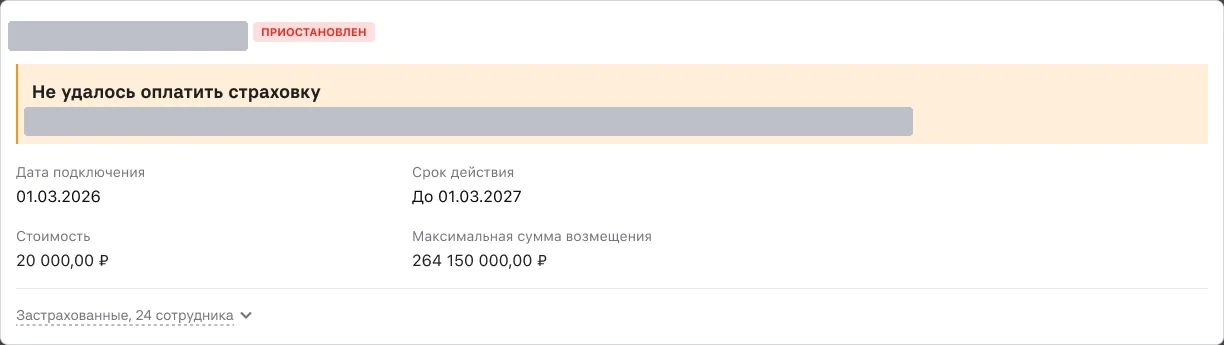 ПРИОСТАНОВЛЕН
Не удалось оплатить страховку
Дата подключения
Срок действия
01.03.2026
До 01.03.2027
Стоимость
Максимальная сумма возмещения
20 000,00 ₽
264 150 000,00 ₽
Застрахованные, 24 сотрудника